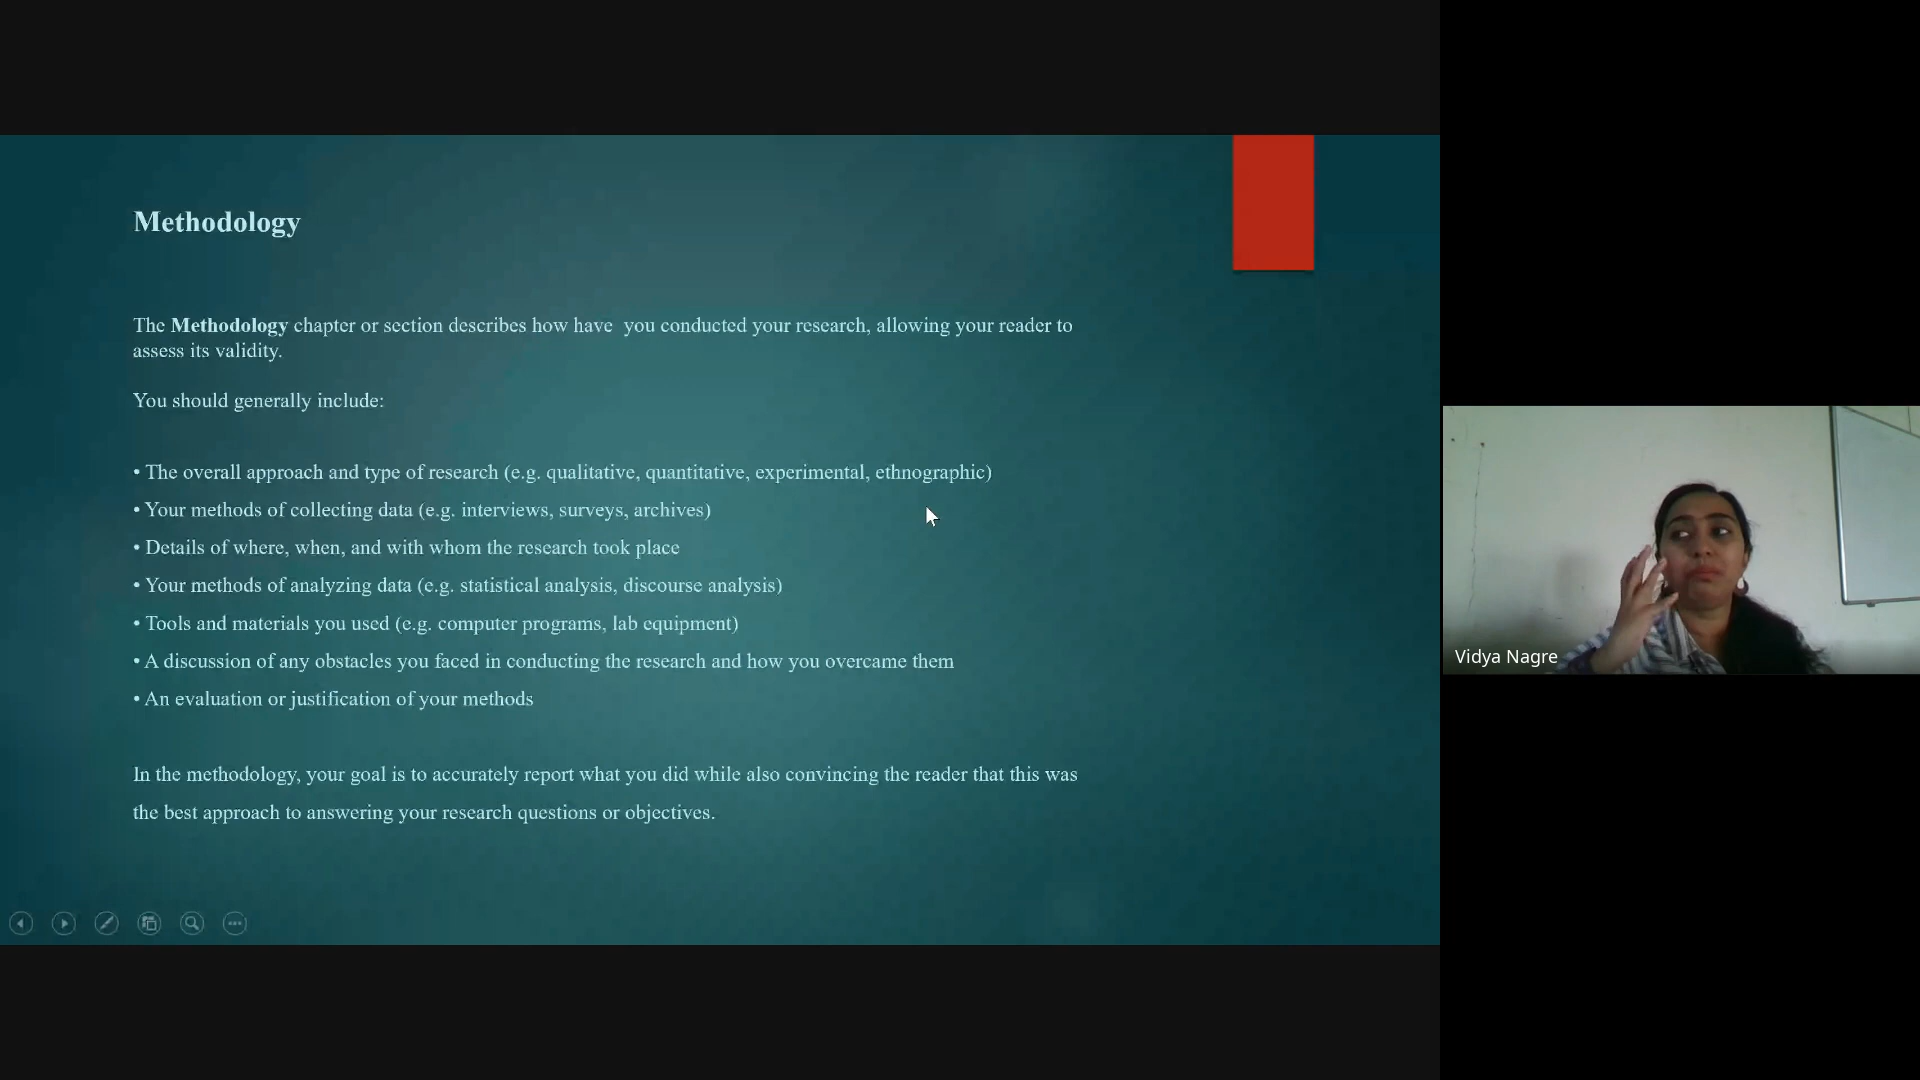 Methodology
The Methodology chapter or section describes how have  you conducted your research, allowing your reader to
assess its validity.
You should generally include:
• The overall approach and type of research (e.g. qualitative, quantitative, experimental, ethnographic)
• Your methods of collecting data (e.g. interviews, surveys, archives)
• Details of where, when, and with whom the research took place
• Your methods of analyzing data (e.g. statistical analysis, discourse analysis)
• Tools and materials you used (e.g. computer programs, lab equipment)
• A discussion of any obstacles you faced in conducting the research and how you overcame them
• An evaluation or justification of your methods
In the methodology, your goal is to accurately report what you did while also convincing the reader that this was
the best approach to answering your research questions or objectives.
Vidya Nagre